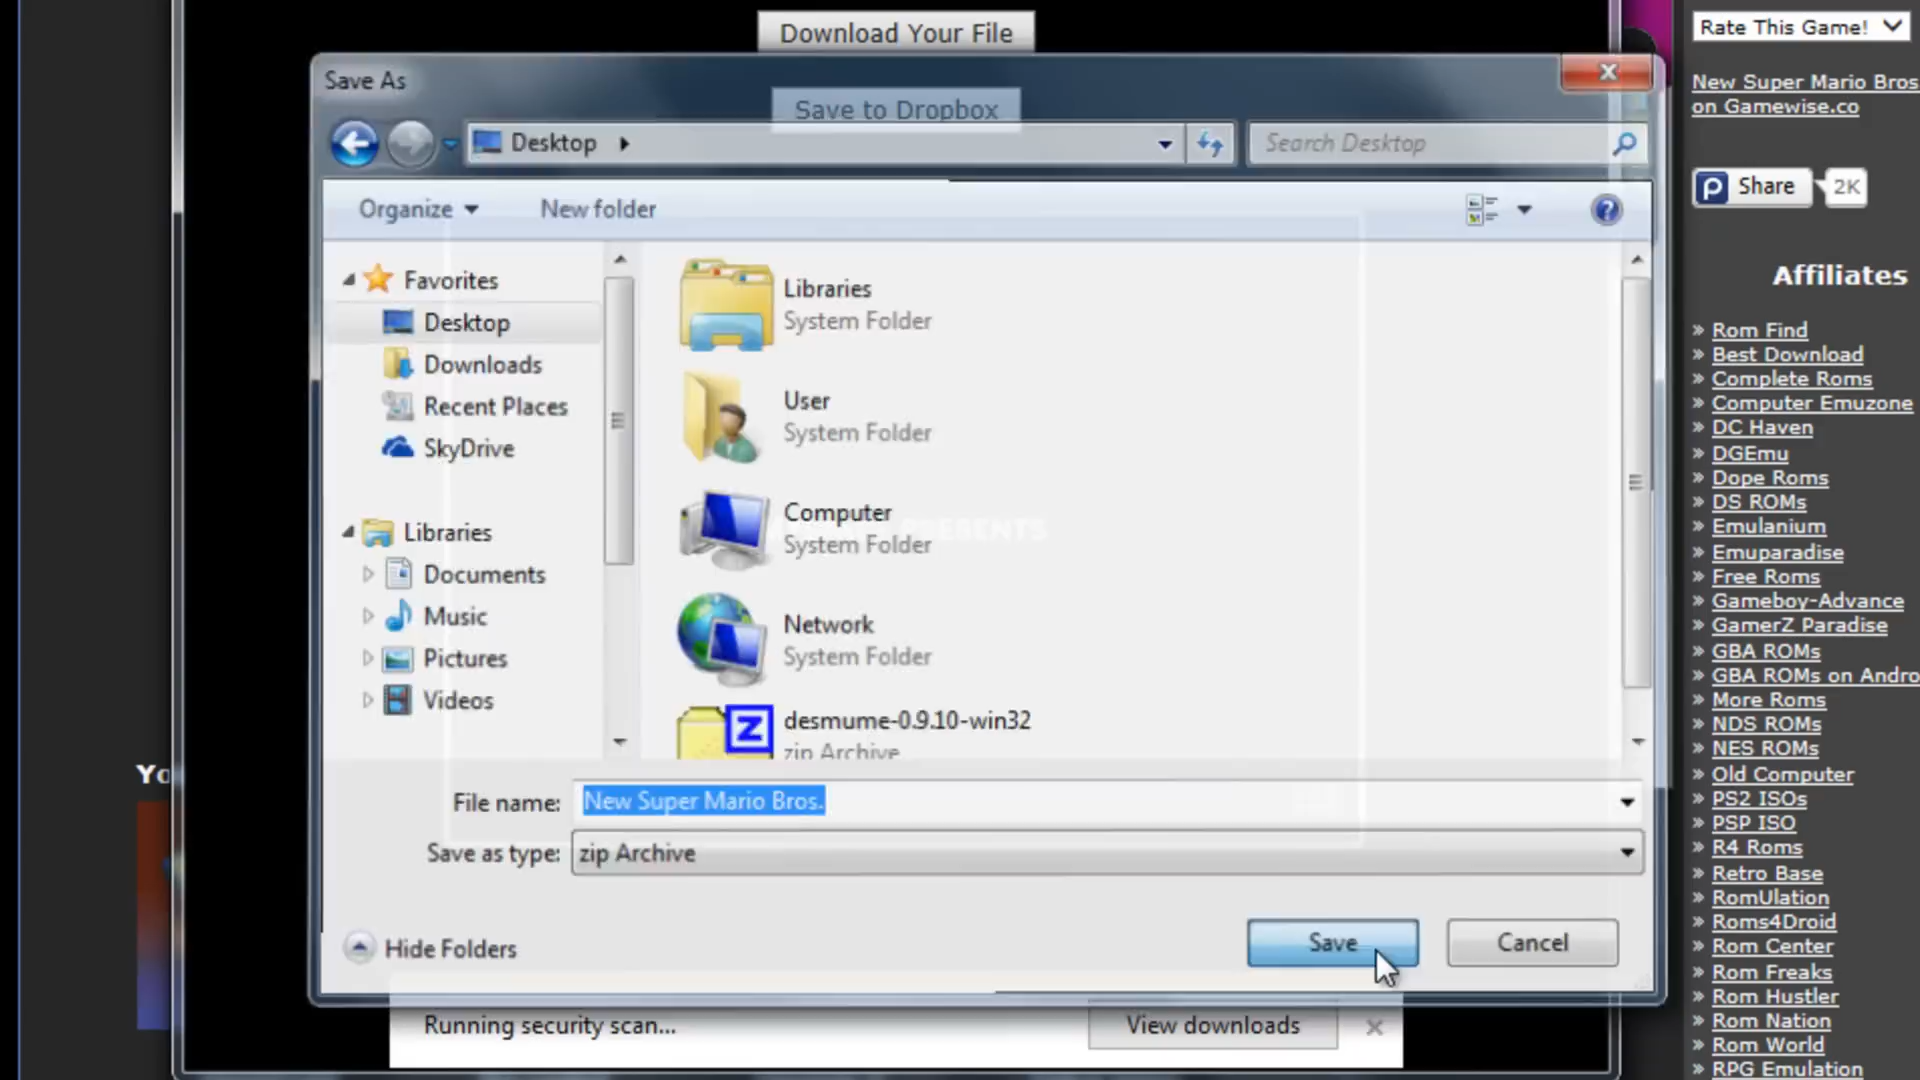 Download Your File
Save As
Save to Dropbox
Desktop
Search Desktop
Organize
New folder
Favorites
Desktop
Downloads
Recent Places
SkyDrive
Libraries
Documents
Music
Pictures
Videos
Libraries
System Folder
User
System Folder
Computer
System Folder
PRESENTS
Network
System Folder
desmume-0.9.10-win32
zip Archive
File name: New Super Mario Bros.
Save as type: zip Archive
Hide Folders
Save
Cancel
Running security scan...
View downloads
Yo
Rate This Game!
New Super Mario Bros
on Gamewise.co
Share
2K
Affiliates
» Rom Find
» Best Download
» Complete Roms
» Computer Emuzone
» DC Haven
» DGEmu
» Dope Roms
» DS ROMs
» Emulanium
» Emuparadise
» Free Roms
» Gameboy-Advance
» GamerZ Paradise
» GBA ROMs
» GBA ROMs on Andro
» More Roms
» NDS ROMs
» NES ROMs
» Old Computer
» PS2 ISOs
» PSP ISO
» R4 Roms
» Retro Base
» RomUlation
» Roms4Droid
» Rom Center
» Rom Freaks
» Rom Hustler
» Rom Nation
» Rom World
» RPG Emulation